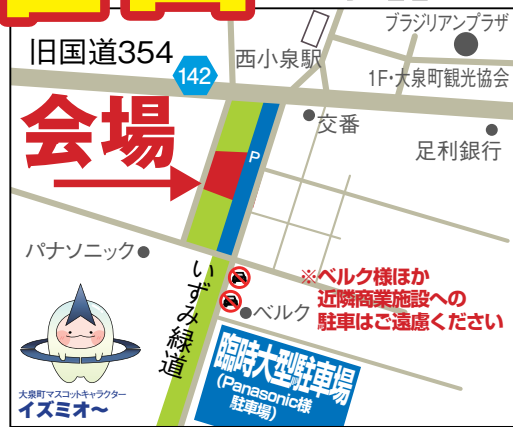 ブラジリアンプラザ
旧国道354
西小泉駅
142
1F・大泉町観光協会
会場
交番
足利銀行
P
パナソニック
いずみ緑道
※ベルク様ほか
近隣商業施設への
駐車はご遠慮ください
ベルク
臨時大型駐車場
(Panasonic様
駐車場)
大泉町マスコットキャラクター
イズミオ～